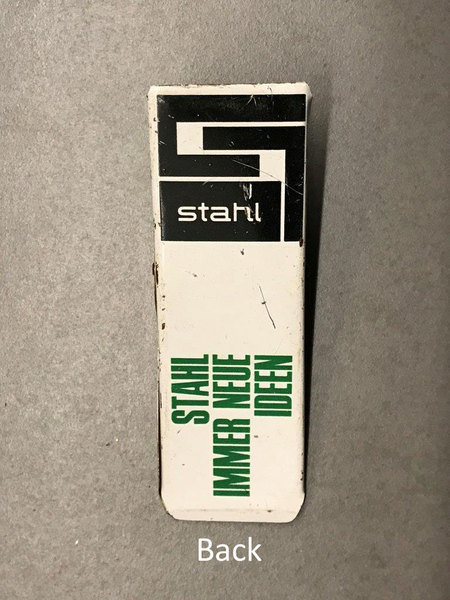 stahl
STAHL
IMMER NEUE
IDEEN
Back